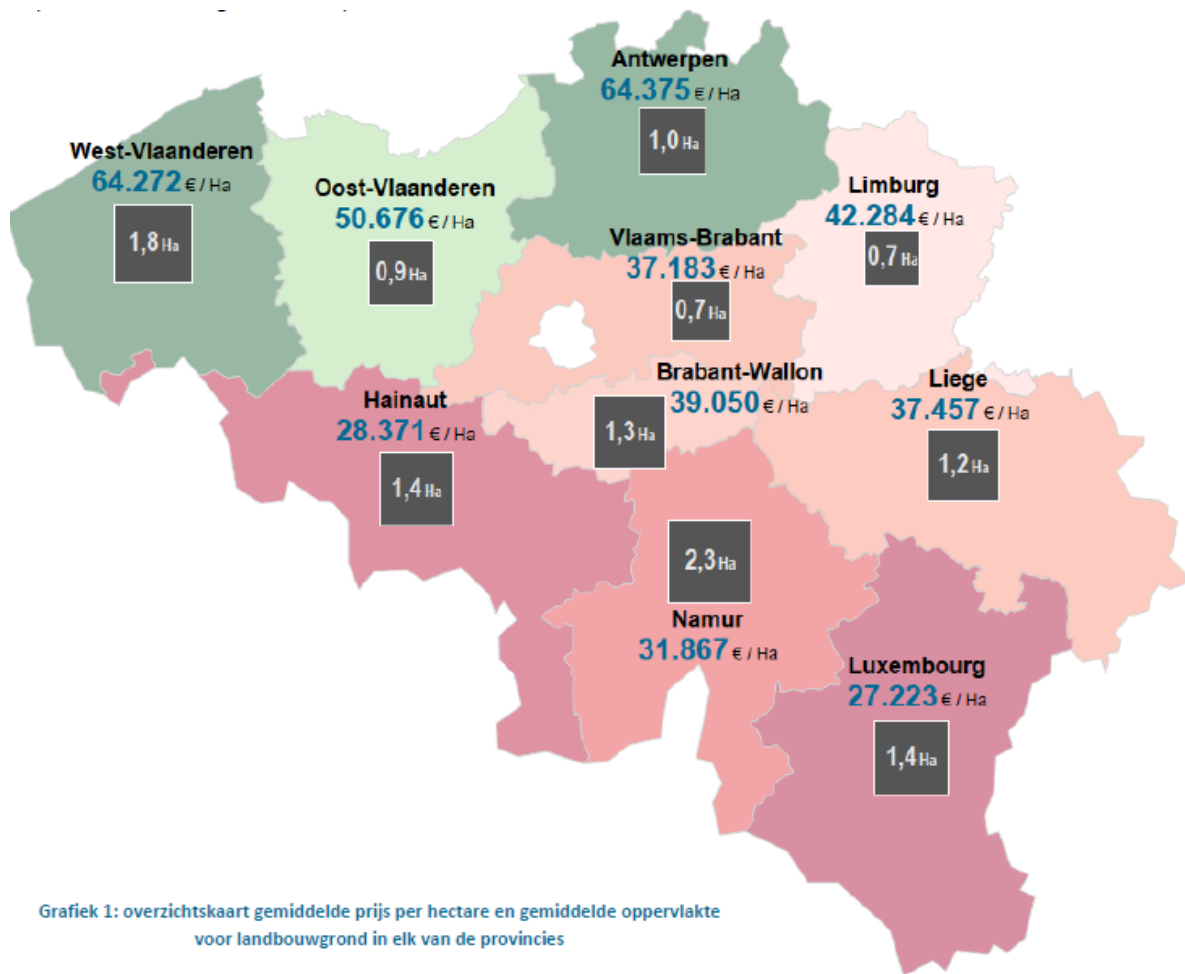 Antwerpen
64.375 € / Ha
1,0 Ha
West-Vlaanderen
64.272 € / Ha
1,8 Ha
Oost-Vlaanderen
50.676 € / Ha
0,9 Ha
Limburg
42.284 € / Ha
0,7 Ha
Vlaams-Brabant
37.183 € / Ha
0,7 Ha
Brabant-Wallon
39.050 € / Ha
1,3 Ha
Liege
37.457 € / Ha
1,2 Ha
Hainaut
28.371 € / Ha
1,4 Ha
2,3 Ha
Namur
31.867 € / Ha
Luxembourg
27.223 € / Ha
1,4 Ha
Grafiek 1: overzichtskaart gemiddelde prijs per hectare en gemiddelde oppervlakte
voor landbouwgrond in elk van de provincies